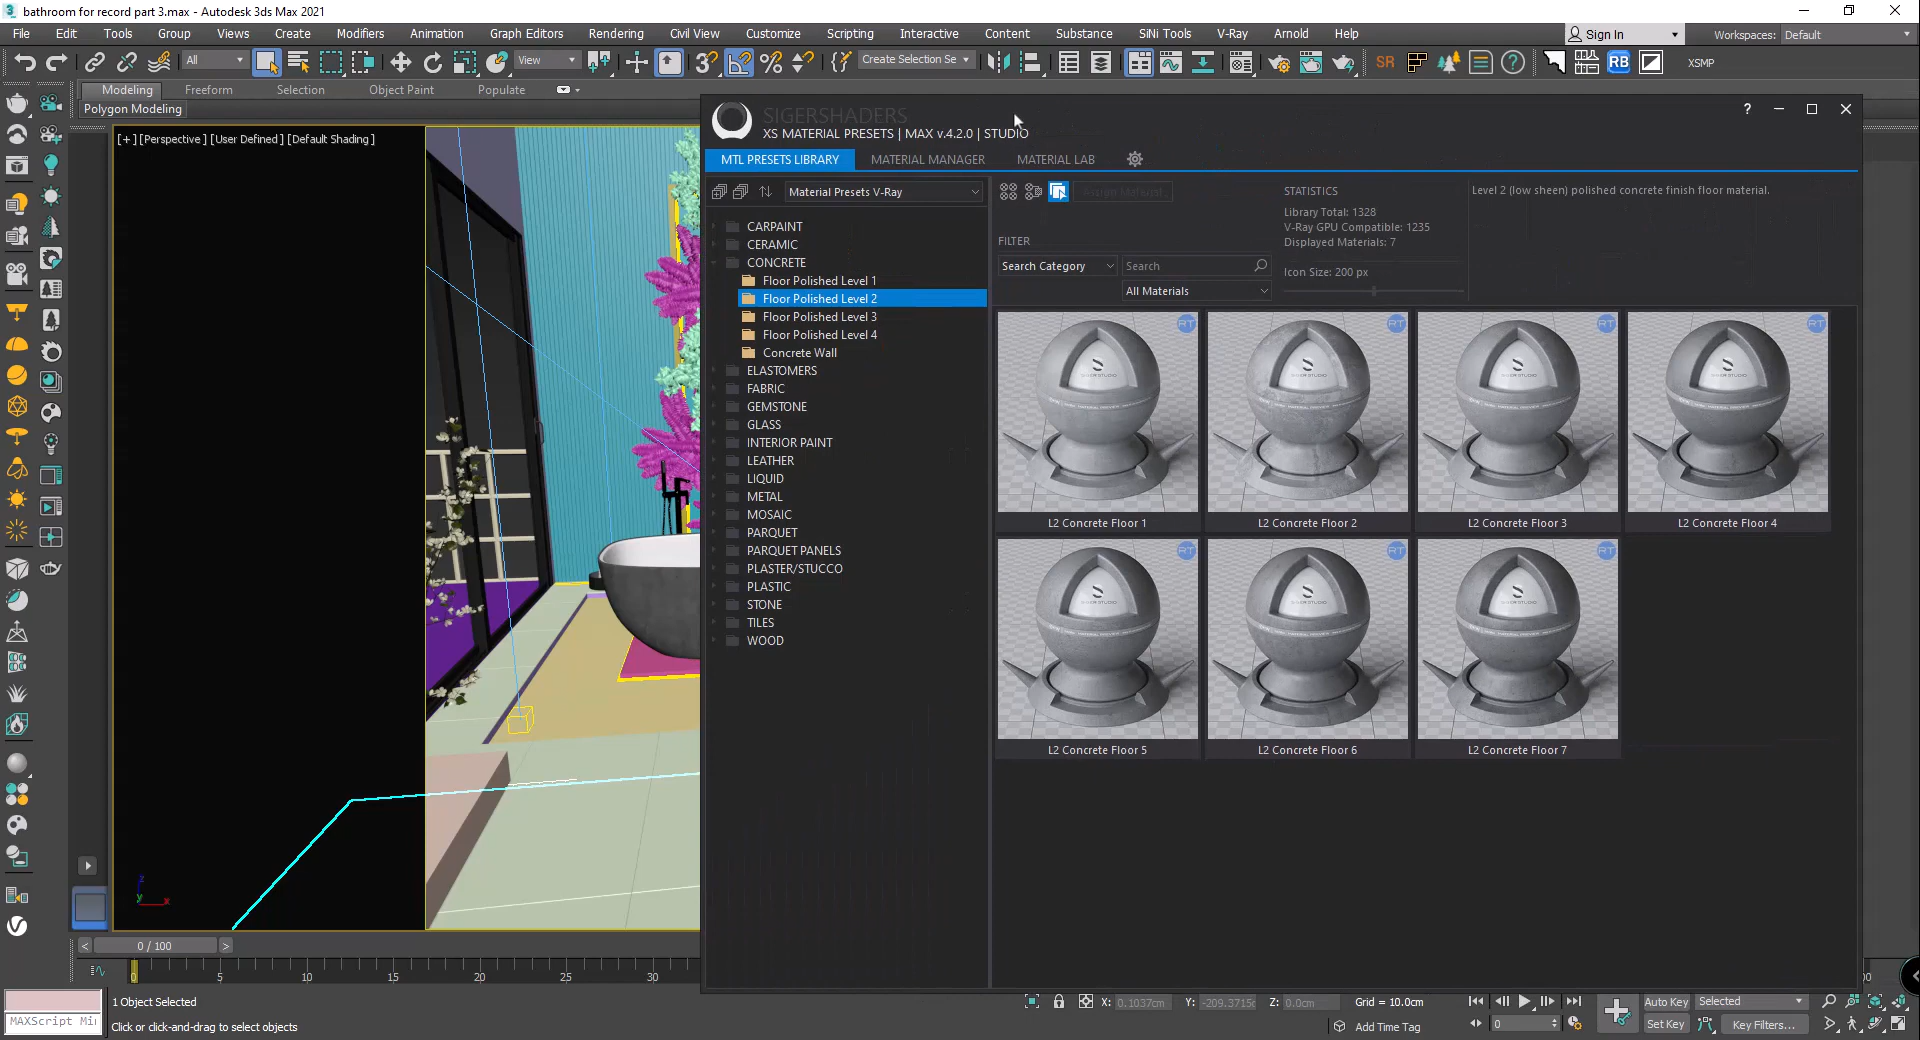 bathroom for record part 3.max - Autodesk 3ds Max 2021
File Edit Tools Group Views Create Modifiers Animation Graph Editors Rendering Civil View Customize Scripting Interactive Content Substance SiNi Tools V-Ray Arnold Help
Sign In
Workspaces: Default
All
View
Create Selection Se
SR
RB
XSMP
Modeling Freeform Selection Object Paint Populate
Polygon Modeling
[+] [Perspective] [User Defined] [Default Shading]
SIGERSHADERS
XS MATERIAL PRESETS | MAX v.4.2.0 | STUDIO
MTL PRESETS LIBRARY MATERIAL MANAGER MATERIAL LAB
Material Presets V-Ray
CARPAINT
CERAMIC
CONCRETE
Floor Polished Level 1
Floor Polished Level 2
Floor Polished Level 3
Floor Polished Level 4
Concrete Wall
ELASTOMERS
FABRIC
GEMSTONE
GLASS
INTERIOR PAINT
LEATHER
LIQUID
METAL
MOSAIC
PARQUET
PARQUET PANELS
PLASTER/STUCCO
PLASTIC
STONE
TILES
WOOD
FILTER
Search Category
Search
All Materials
STATISTICS
Library Total: 1328
V-Ray GPU Compatible: 1235
Displayed Materials: 7
Icon Size: 200 px
Level 2 (low sheen) polished concrete finish floor material.
RT RT RT RT
L2 Concrete Floor 1 L2 Concrete Floor 2 L2 Concrete Floor 3 L2 Concrete Floor 4
RT RT RT
L2 Concrete Floor 5 L2 Concrete Floor 6 L2 Concrete Floor 7
z
y
x
< 0 / 100 >
0 5 10 15 20 25 30
1 Object Selected
MAXScript Mi
Click or click-and-drag to select objects
X: 0.1037cm Y: -209.3715c Z: 0.0cm Grid = 10.0cm
Add Time Tag
0
Auto Key Selected
Set Key Key Filters...